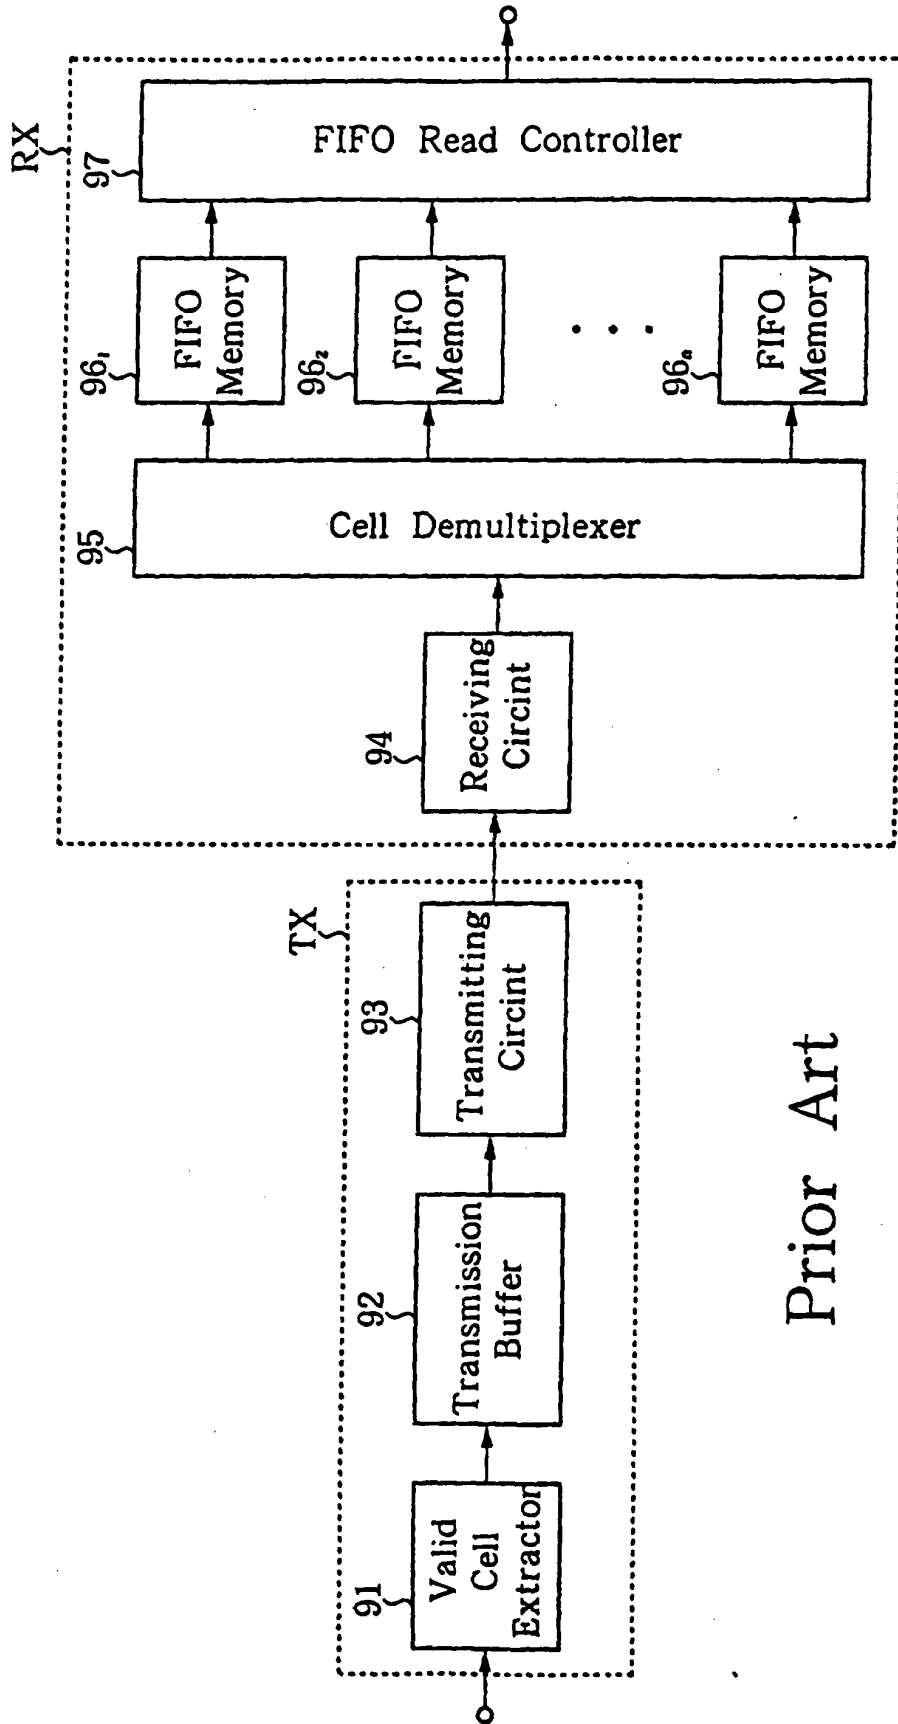 TX
91
Valid
Cell
Extractor
92
Transmission
Buffer
93
Transmitting
Circint
RX
94
Receiving
Circint
95
Cell Demultiplexer
96₁
FIFO
Memory
96₂
FIFO
Memory
. . .
96ₙ
FIFO
Memory
97
FIFO Read Controller
Prior Art